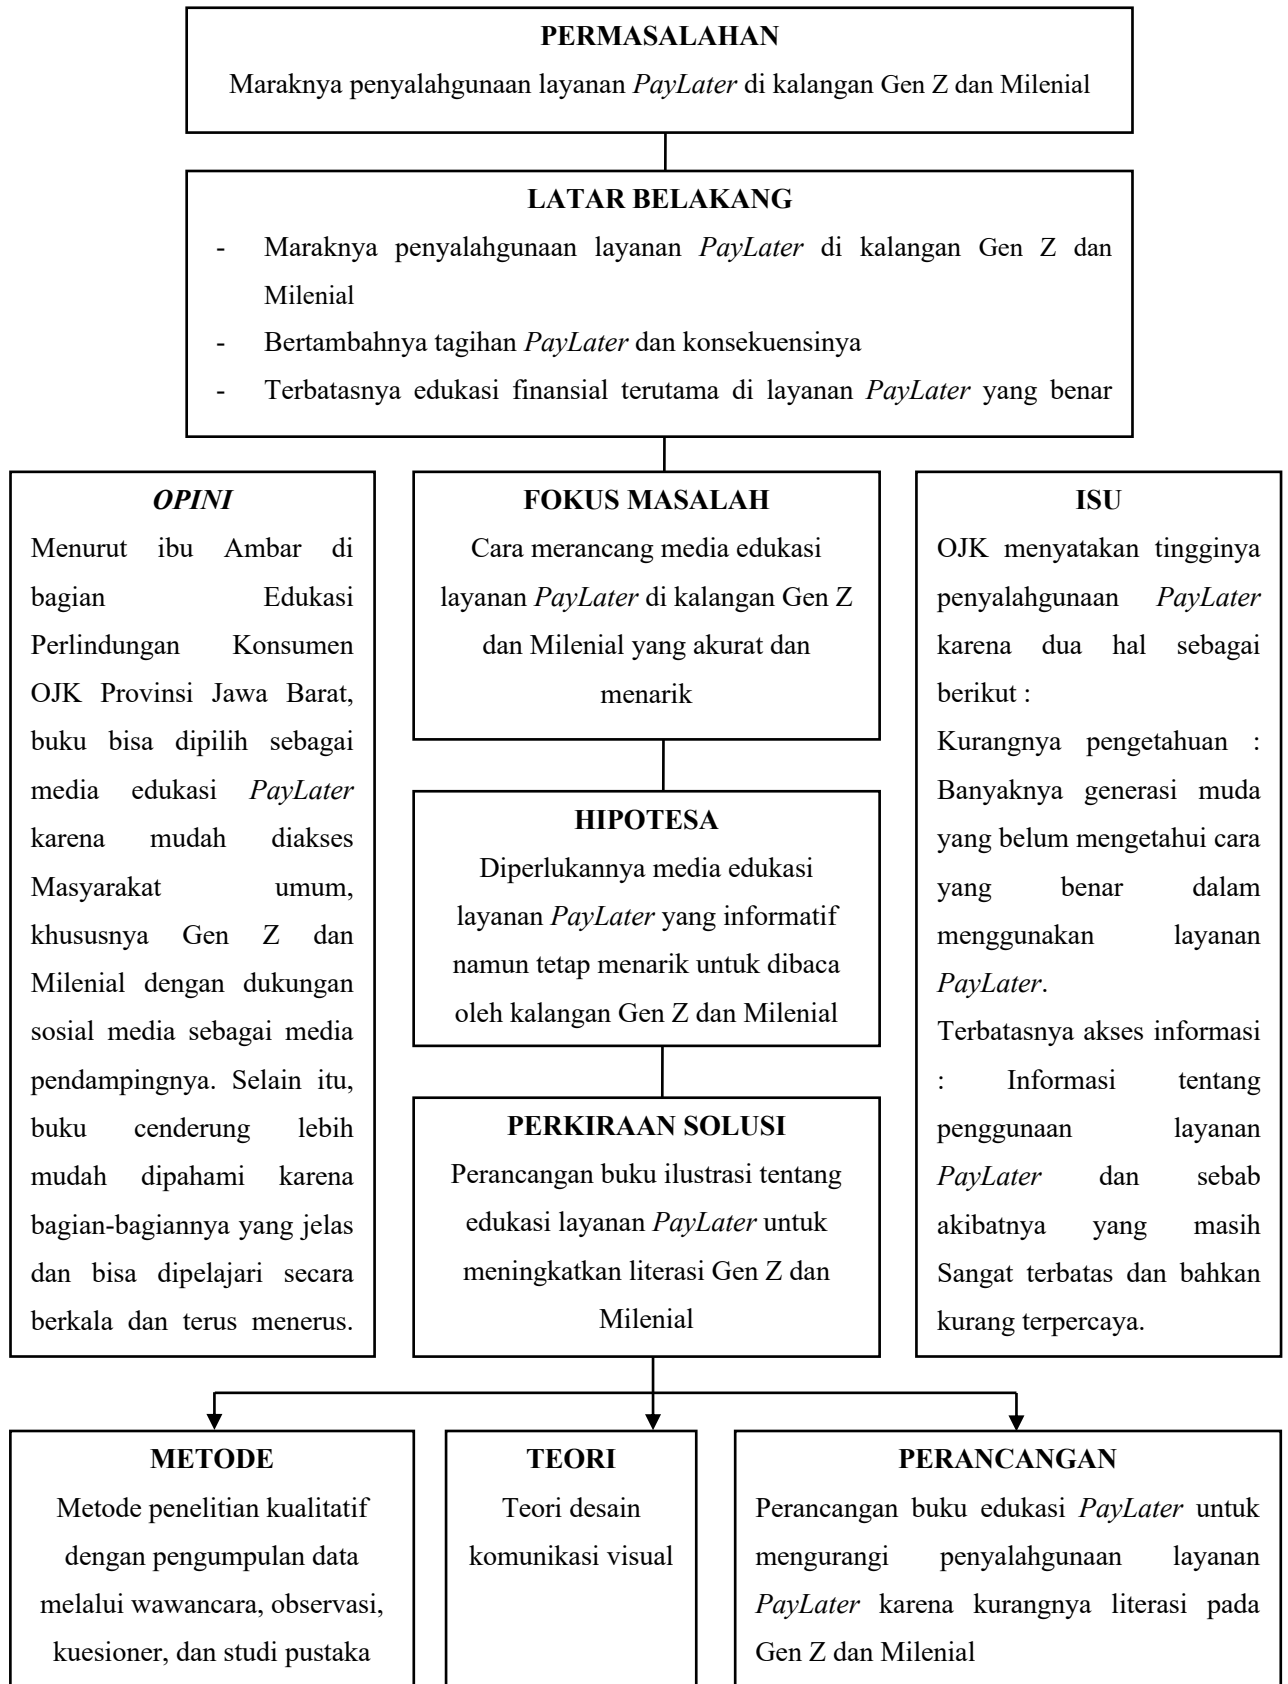 PERMASALAHAN
Maraknya penyalahgunaan layanan PayLater di kalangan Gen Z dan Milenial
LATAR BELAKANG
- Maraknya penyalahgunaan layanan PayLater di kalangan Gen Z dan
Milenial
- Bertambahnya tagihan PayLater dan konsekuensinya
- Terbatasnya edukasi finansial terutama di layanan PayLater yang benar
OPINI
Menurut ibu Ambar di
bagian Edukasi
Perlindungan Konsumen
OJK Provinsi Jawa Barat,
buku bisa dipilih sebagai
media edukasi PayLater
karena mudah diakses
Masyarakat umum,
khususnya Gen Z dan
Milenial dengan dukungan
sosial media sebagai media
pendampingnya. Selain itu,
buku cenderung lebih
mudah dipahami karena
bagian-bagiannya yang jelas
dan bisa dipelajari secara
berkala dan terus menerus.
FOKUS MASALAH
Cara merancang media edukasi
layanan PayLater di kalangan Gen Z
dan Milenial yang akurat dan
menarik
HIPOTESA
Diperlukannya media edukasi
layanan PayLater yang informatif
namun tetap menarik untuk dibaca
oleh kalangan Gen Z dan Milenial
PERKIRAAN SOLUSI
Perancangan buku ilustrasi tentang
edukasi layanan PayLater untuk
meningkatkan literasi Gen Z dan
Milenial
ISU
OJK menyatakan tingginya
penyalahgunaan PayLater
karena dua hal sebagai
berikut :
Kurangnya pengetahuan :
Banyaknya generasi muda
yang belum mengetahui cara
yang benar dalam
menggunakan layanan
PayLater.
Terbatasnya akses informasi
: Informasi tentang
penggunaan layanan
PayLater dan sebab
akibatnya yang masih
Sangat terbatas dan bahkan
kurang terpercaya.
METODE
Metode penelitian kualitatif
dengan pengumpulan data
melalui wawancara, observasi,
kuesioner, dan studi pustaka
TEORI
Teori desain
komunikasi visual
PERANCANGAN
Perancangan buku edukasi PayLater untuk
mengurangi penyalahgunaan layanan
PayLater karena kurangnya literasi pada
Gen Z dan Milenial